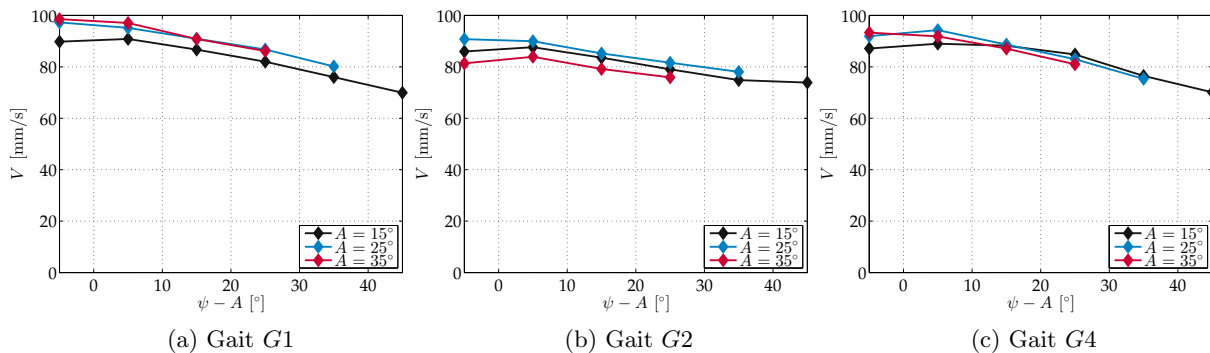 100
80
60
40
20
0
V [mm/s]
0 10 20 30 40
ψ − A [°]
A = 15°
A = 25°
A = 35°
(a) Gait G1
100
80
60
40
20
0
V [mm/s]
0 10 20 30 40
ψ − A [°]
A = 15°
A = 25°
A = 35°
(b) Gait G2
100
80
60
40
20
0
V [mm/s]
0 10 20 30 40
ψ − A [°]
A = 15°
A = 25°
A = 35°
(c) Gait G4